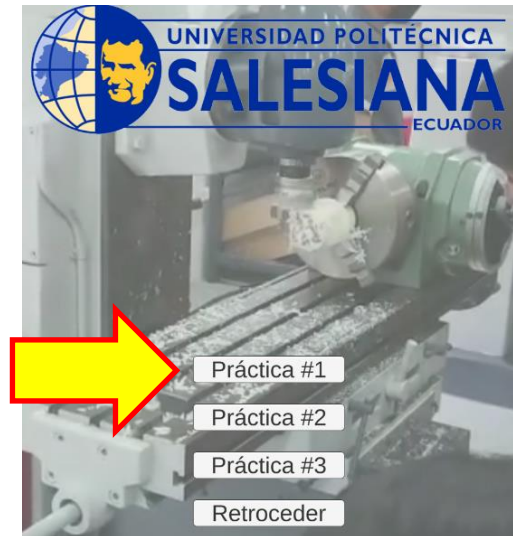 UNIVERSIDAD POLITÉCNICA
SALESIANA
ECUADOR
Práctica #1
Práctica #2
Práctica #3
Retroceder